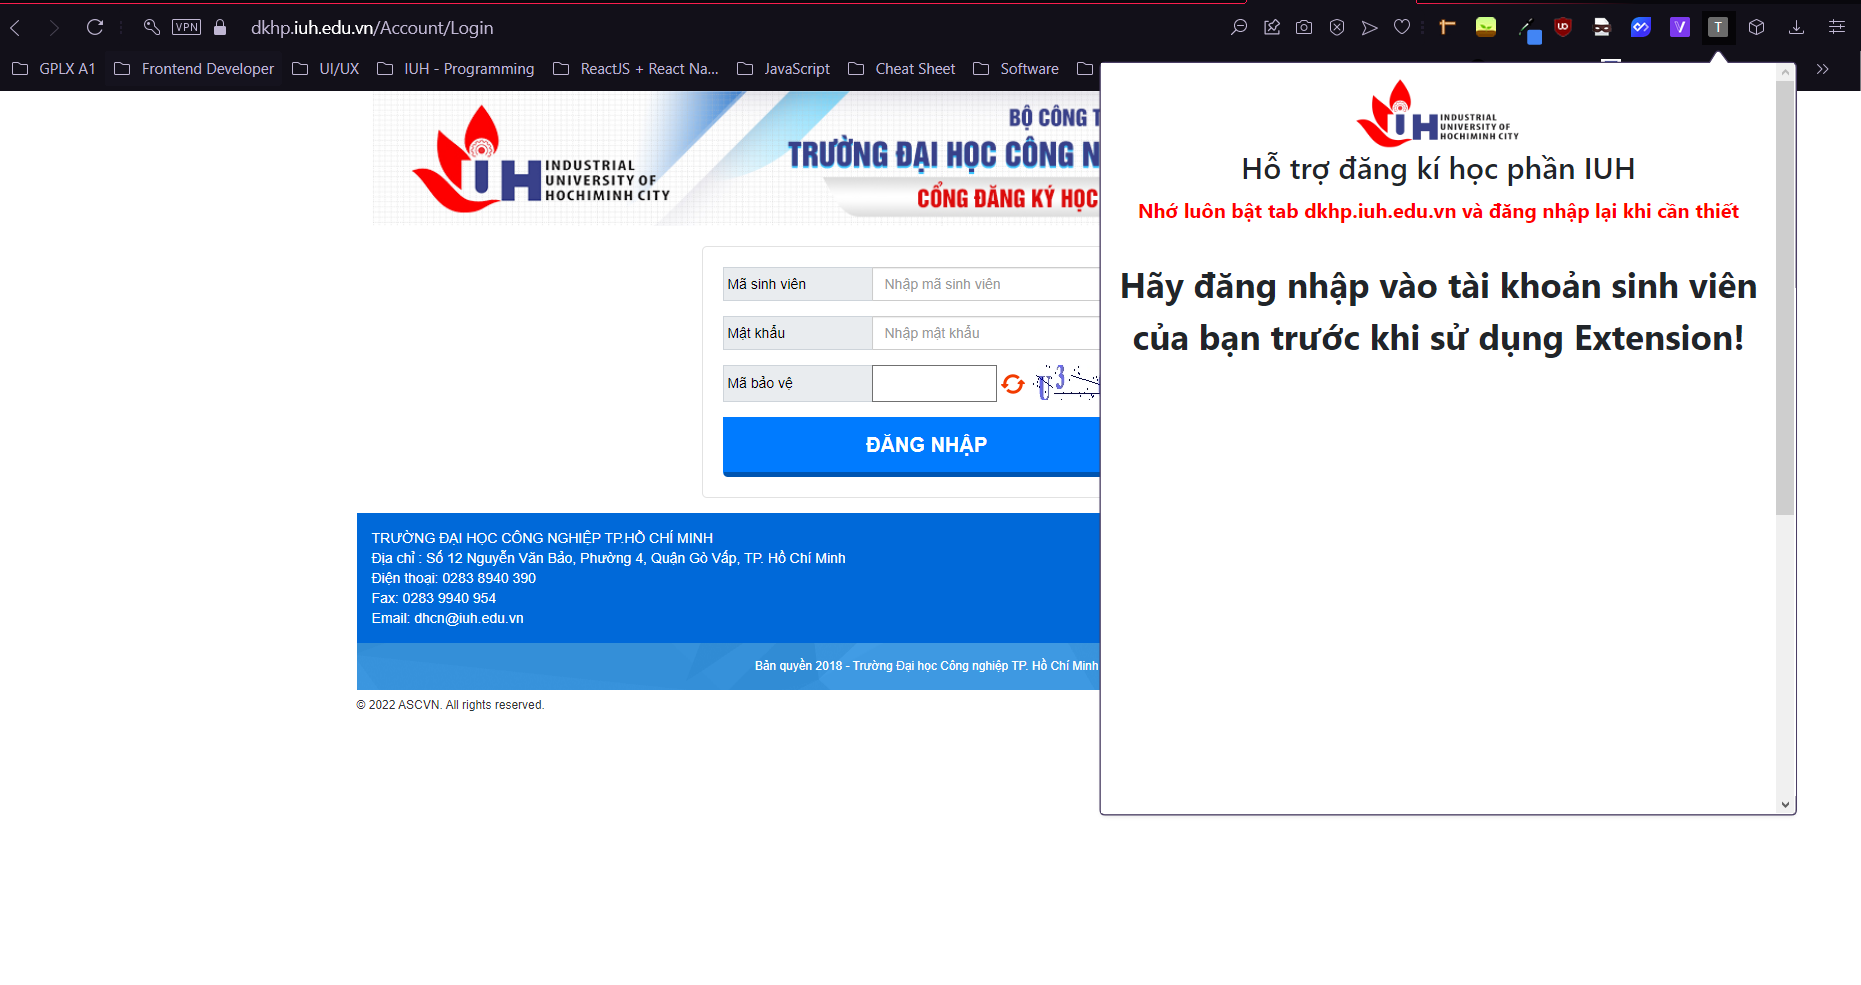 VPN
dkhp.iuh.edu.vn/Account/Login
T
GPLX A1
Frontend Developer
UI/UX
IUH - Programming
ReactJS + React Na...
JavaScript
Cheat Sheet
Software
IUH
INDUSTRIAL
UNIVERSITY OF
HOCHIMINH CITY
BỘ CÔNG T
TRƯỜNG ĐẠI HỌC CÔNG N
CỔNG ĐĂNG KÝ HỌC
Mã sinh viên
Nhập mã sinh viên
Mật khẩu
Nhập mật khẩu
Mã bảo vệ
U3
ĐĂNG NHẬP
TRƯỜNG ĐẠI HỌC CÔNG NGHIỆP TP.HỒ CHÍ MINH
Địa chỉ : Số 12 Nguyễn Văn Bảo, Phường 4, Quận Gò Vấp, TP. Hồ Chí Minh
Điện thoại: 0283 8940 390
Fax: 0283 9940 954
Email: dhcn@iuh.edu.vn
Bản quyền 2018 - Trường Đại học Công nghiệp TP. Hồ Chí Minh
© 2022 ASCVN. All rights reserved.
IUH
INDUSTRIAL
UNIVERSITY OF
HOCHIMINH CITY
Hỗ trợ đăng kí học phần IUH
Nhớ luôn bật tab dkhp.iuh.edu.vn và đăng nhập lại khi cần thiết
Hãy đăng nhập vào tài khoản sinh viên
của bạn trước khi sử dụng Extension!